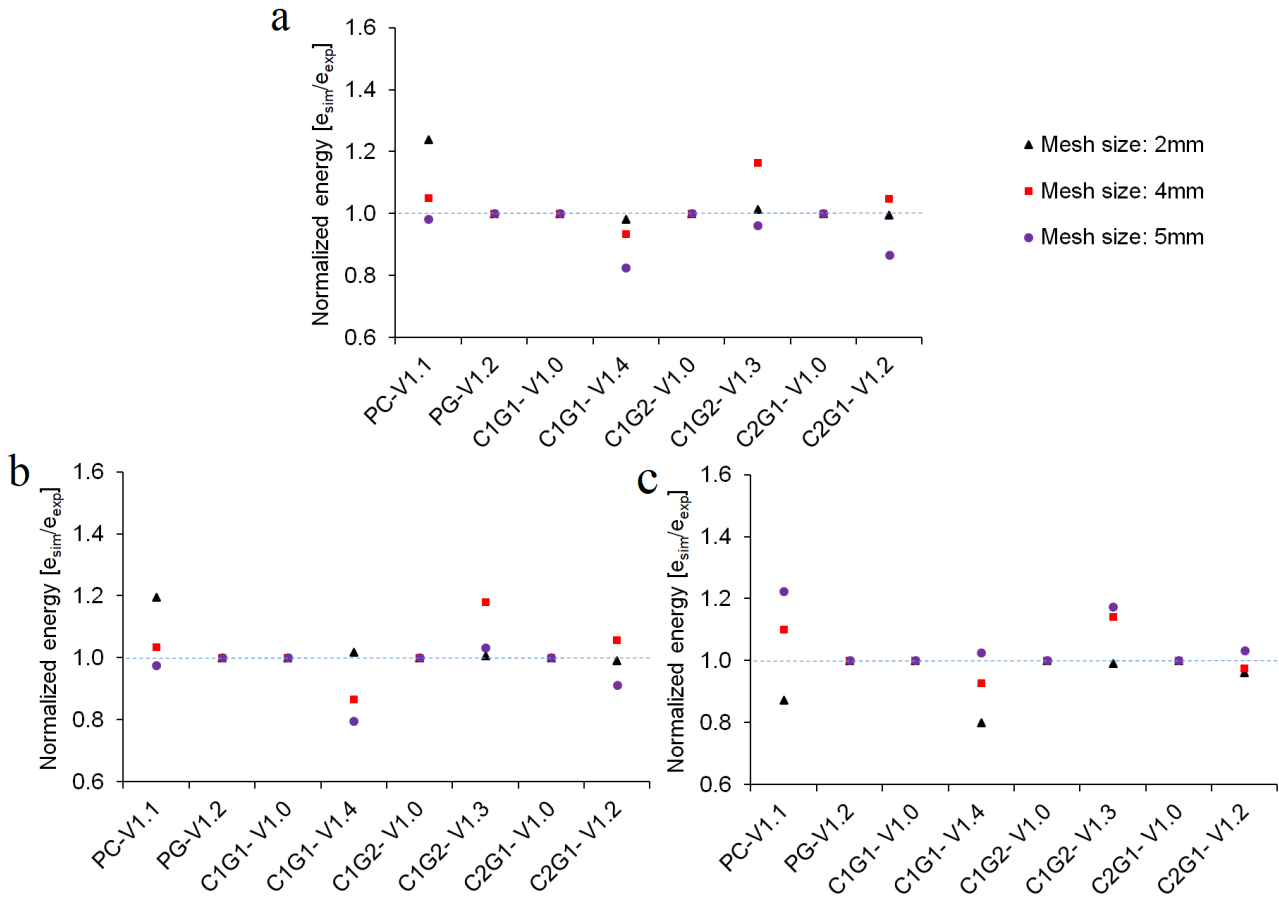 a
Normalized energy [e_sim/e_exp]
1.6
1.4
1.2
1.0
0.8
0.6
PC-V1.1
PG-V1.2
C1G1- V1.0
C1G1- V1.4
C1G2- V1.0
C1G2- V1.3
C2G1- V1.0
C2G1- V1.2
Mesh size: 2mm
Mesh size: 4mm
Mesh size: 5mm
b
Normalized energy [e_sim/e_exp]
1.6
1.4
1.2
1.0
0.8
0.6
PC-V1.1
PG-V1.2
C1G1- V1.0
C1G1- V1.4
C1G2- V1.0
C1G2- V1.3
C2G1- V1.0
C2G1- V1.2
c
Normalized energy [e_sim/e_exp]
1.6
1.4
1.2
1.0
0.8
0.6
PC-V1.1
PG-V1.2
C1G1- V1.0
C1G1- V1.4
C1G2- V1.0
C1G2- V1.3
C2G1- V1.0
C2G1- V1.2